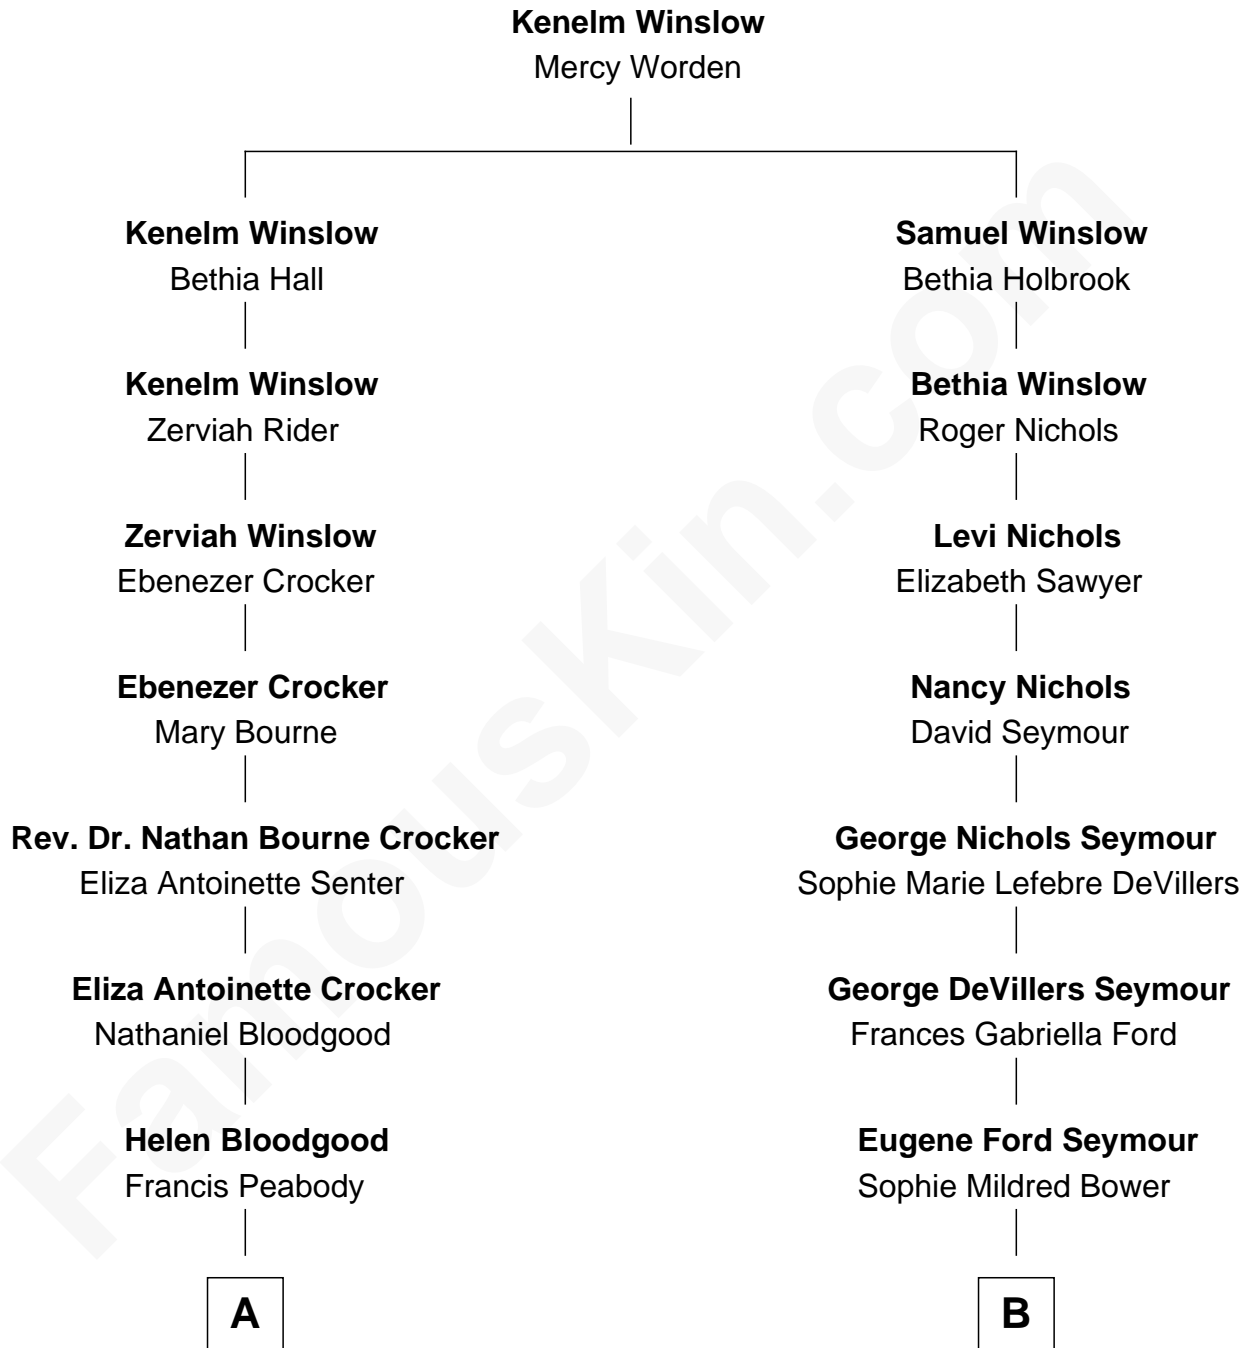 Kenelm Winslow
Mercy Worden
Kenelm Winslow
Bethia Hall
Samuel Winslow
Bethia Holbrook
Kenelm Winslow
Zerviah Rider
Bethia Winslow
Roger Nichols
Zerviah Winslow
Ebenezer Crocker
Levi Nichols
Elizabeth Sawyer
Ebenezer Crocker
Mary Bourne
Nancy Nichols
David Seymour
Rev. Dr. Nathan Bourne Crocker
Eliza Antoinette Senter
George Nichols Seymour
Sophie Marie Lefebre DeVillers
Eliza Antoinette Crocker
Nathaniel Bloodgood
George DeVillers Seymour
Frances Gabriella Ford
Helen Bloodgood
Francis Peabody
Eugene Ford Seymour
Sophie Mildred Bower
A
B
FamousKin.com